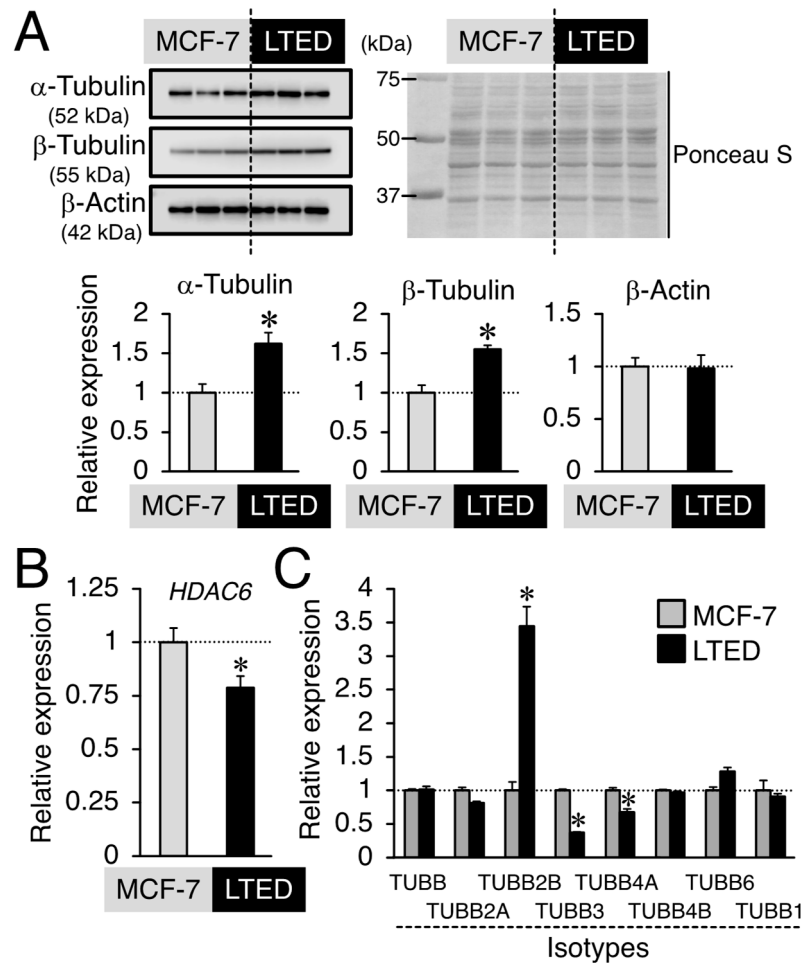 A
MCF-7 LTED (kDa) MCF-7 LTED
α-Tubulin
(52 kDa)
β-Tubulin
(55 kDa)
β-Actin
(42 kDa)
75
50
37
Ponceau S
Relative expression
α-Tubulin
2
1.5
1
0.5
0
*
MCF-7 LTED
β-Tubulin
2
1.5
1
0.5
0
*
MCF-7 LTED
β-Actin
1.5
1
0.5
0
MCF-7 LTED
B
Relative expression
HDAC6
1.25
1
0.75
0.5
0.25
0
*
MCF-7 LTED
C
Relative expression
4
3.5
3
2.5
2
1.5
1
0.5
0
* * *
MCF-7
LTED
TUBB TUBB2B TUBB4A TUBB6
TUBB2A TUBB3 TUBB4B TUBB1
Isotypes